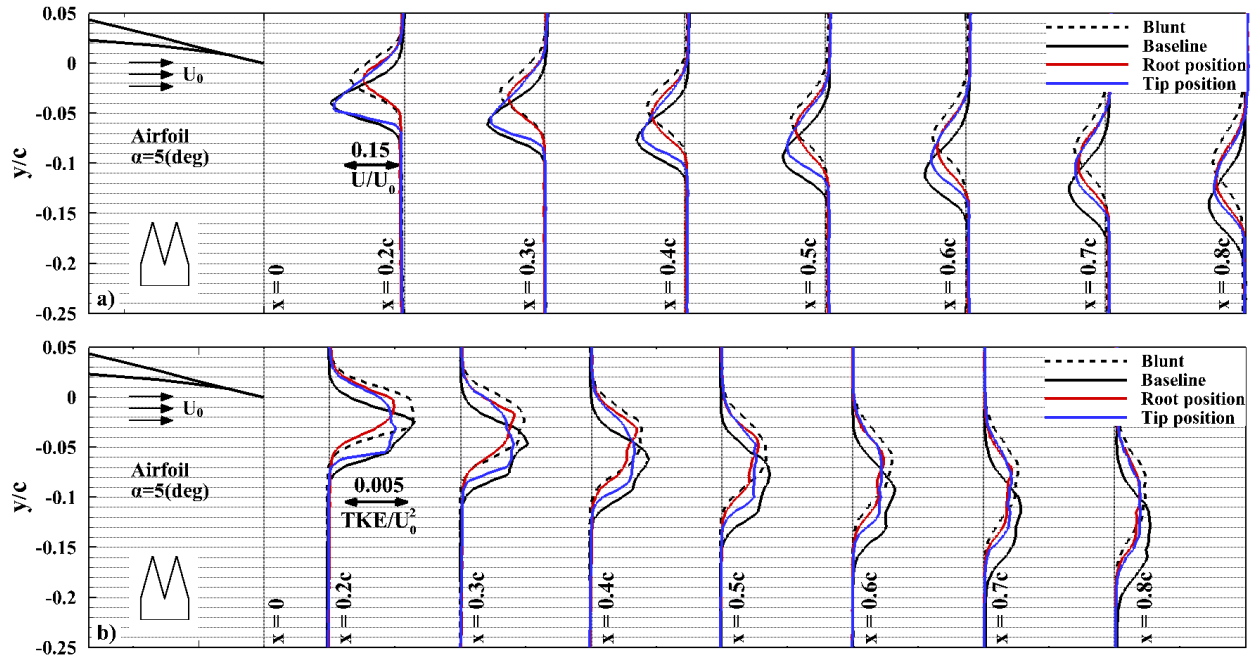 0.05
0
-0.05
-0.1
-0.15
-0.2
-0.25
y/c
U₀
Airfoil
α=5(deg)
0.15
U/U₀
Blunt
Baseline
Root position
Tip position
x = 0
x = 0.2c
x = 0.3c
x = 0.4c
x = 0.5c
x = 0.6c
x = 0.7c
x = 0.8c
a)
0.05
0
-0.05
-0.1
-0.15
-0.2
-0.25
y/c
U₀
Airfoil
α=5(deg)
0.005
TKE/U₀²
Blunt
Baseline
Root position
Tip position
x = 0
x = 0.2c
x = 0.3c
x = 0.4c
x = 0.5c
x = 0.6c
x = 0.7c
x = 0.8c
b)